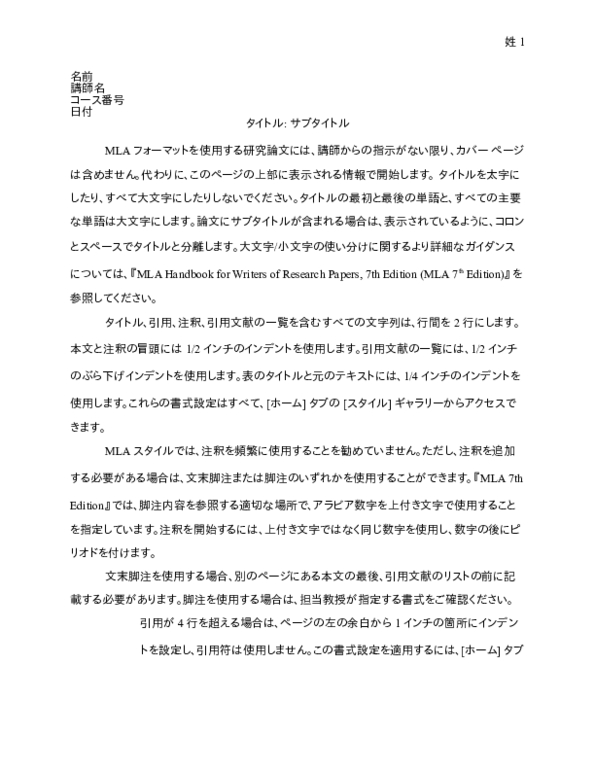 姓 1
名前
講師名
コース番号
日付
タイトル: サブタイトル
MLA フォーマットを使用する研究論文には、講師からの指示がない限り、カバー ページ
は含めません。代わりに、このページの上部に表示される情報で開始します。 タイトルを太字に
したり、すべて大文字にしたりしないでください。タイトルの最初と最後の単語と、すべての主要
な単語は大文字にします。論文にサブタイトルが含まれる場合は、表示されているように、コロン
とスペースでタイトルと分離します。大文字/小文字の使い分けに関するより詳細なガイダンス
については、『MLA Handbook for Writers of Research Papers, 7th Edition (MLA 7th Edition)』を
参照してください。
タイトル、引用、注釈、引用文献の一覧を含むすべての文字列は、行間を 2 行にします。
本文と注釈の冒頭には 1/2 インチのインデントを使用します。引用文献の一覧には、1/2 インチ
のぶら下げインデントを使用します。表のタイトルと元のテキストには、1/4 インチのインデントを
使用します。これらの書式設定はすべて、[ホーム] タブの [スタイル] ギャラリーからアクセスで
きます。
MLA スタイルでは、注釈を頻繁に使用することを勧めていません。ただし、注釈を追加
する必要がある場合は、文末脚注または脚注のいずれかを使用することができます。『MLA 7th
Edition』では、脚注内容を参照する適切な場所で、アラビア数字を上付き文字で使用すること
を指定しています。注釈を開始するには、上付き文字ではなく同じ数字を使用し、数字の後にピ
リオドを付けます。
文末脚注を使用する場合、別のページにある本文の最後、引用文献のリストの前に記
載する必要があります。脚注を使用する場合は、担当教授が指定する書式をご確認ください。
引用が 4 行を超える場合は、ページの左の余白から 1 インチの箇所にインデン
トを設定し、引用符は使用しません。この書式設定を適用するには、[ホーム] タブ